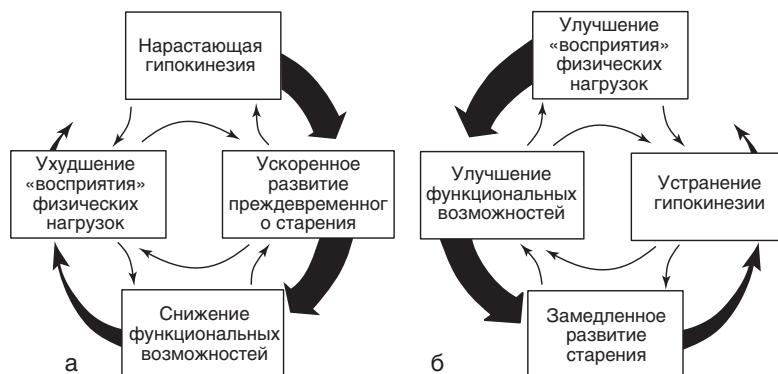 Нарастающая
гипокинезия
Ухудшение
«восприятия»
физических
нагрузок
Ускоренное
развитие
преждевременног
о старения
Снижение
функциональных
возможностей
а
Улучшение
«восприятия»
физических
нагрузок
Улучшение
функциональных
возможностей
Устранение
гипокинезии
Замедленное
развитие
старения
б